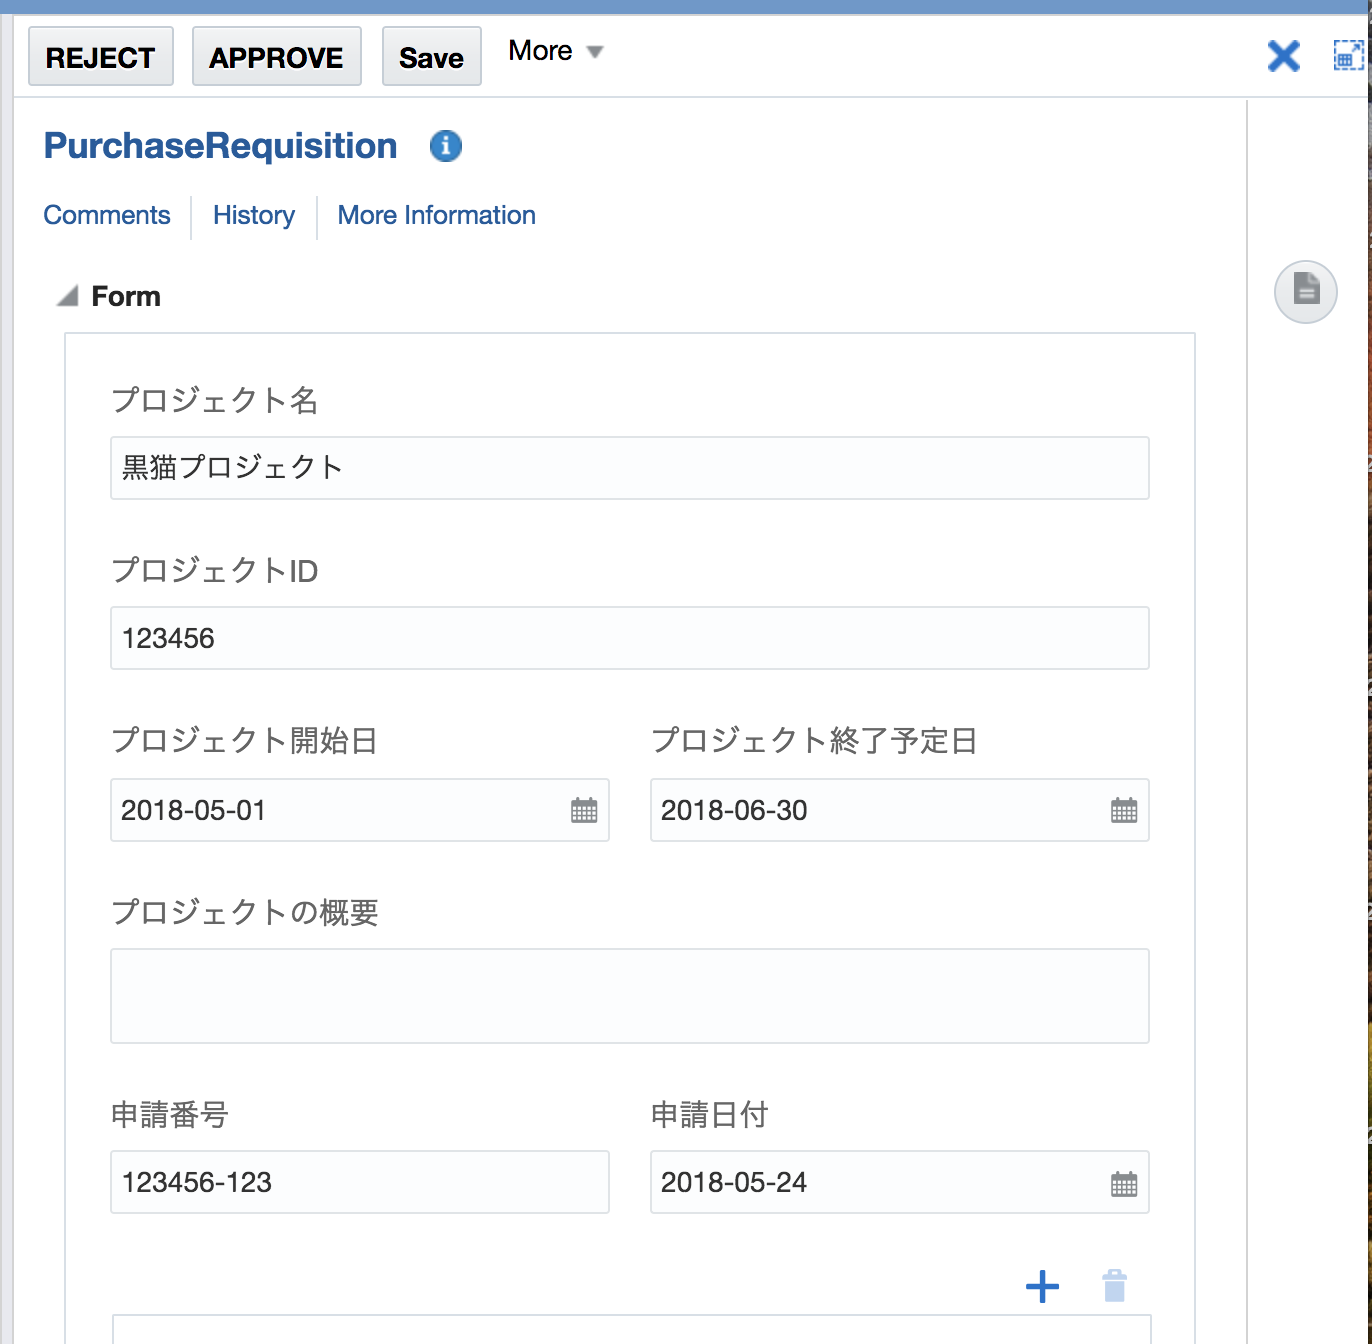 REJECT APPROVE Save More
PurchaseRequisition
Comments History More Information
Form
プロジェクト名
黒猫プロジェクト
プロジェクトID
123456
プロジェクト開始日 プロジェクト終了予定日
2018-05-01 2018-06-30
プロジェクトの概要
申請番号 申請日付
123456-123 2018-05-24